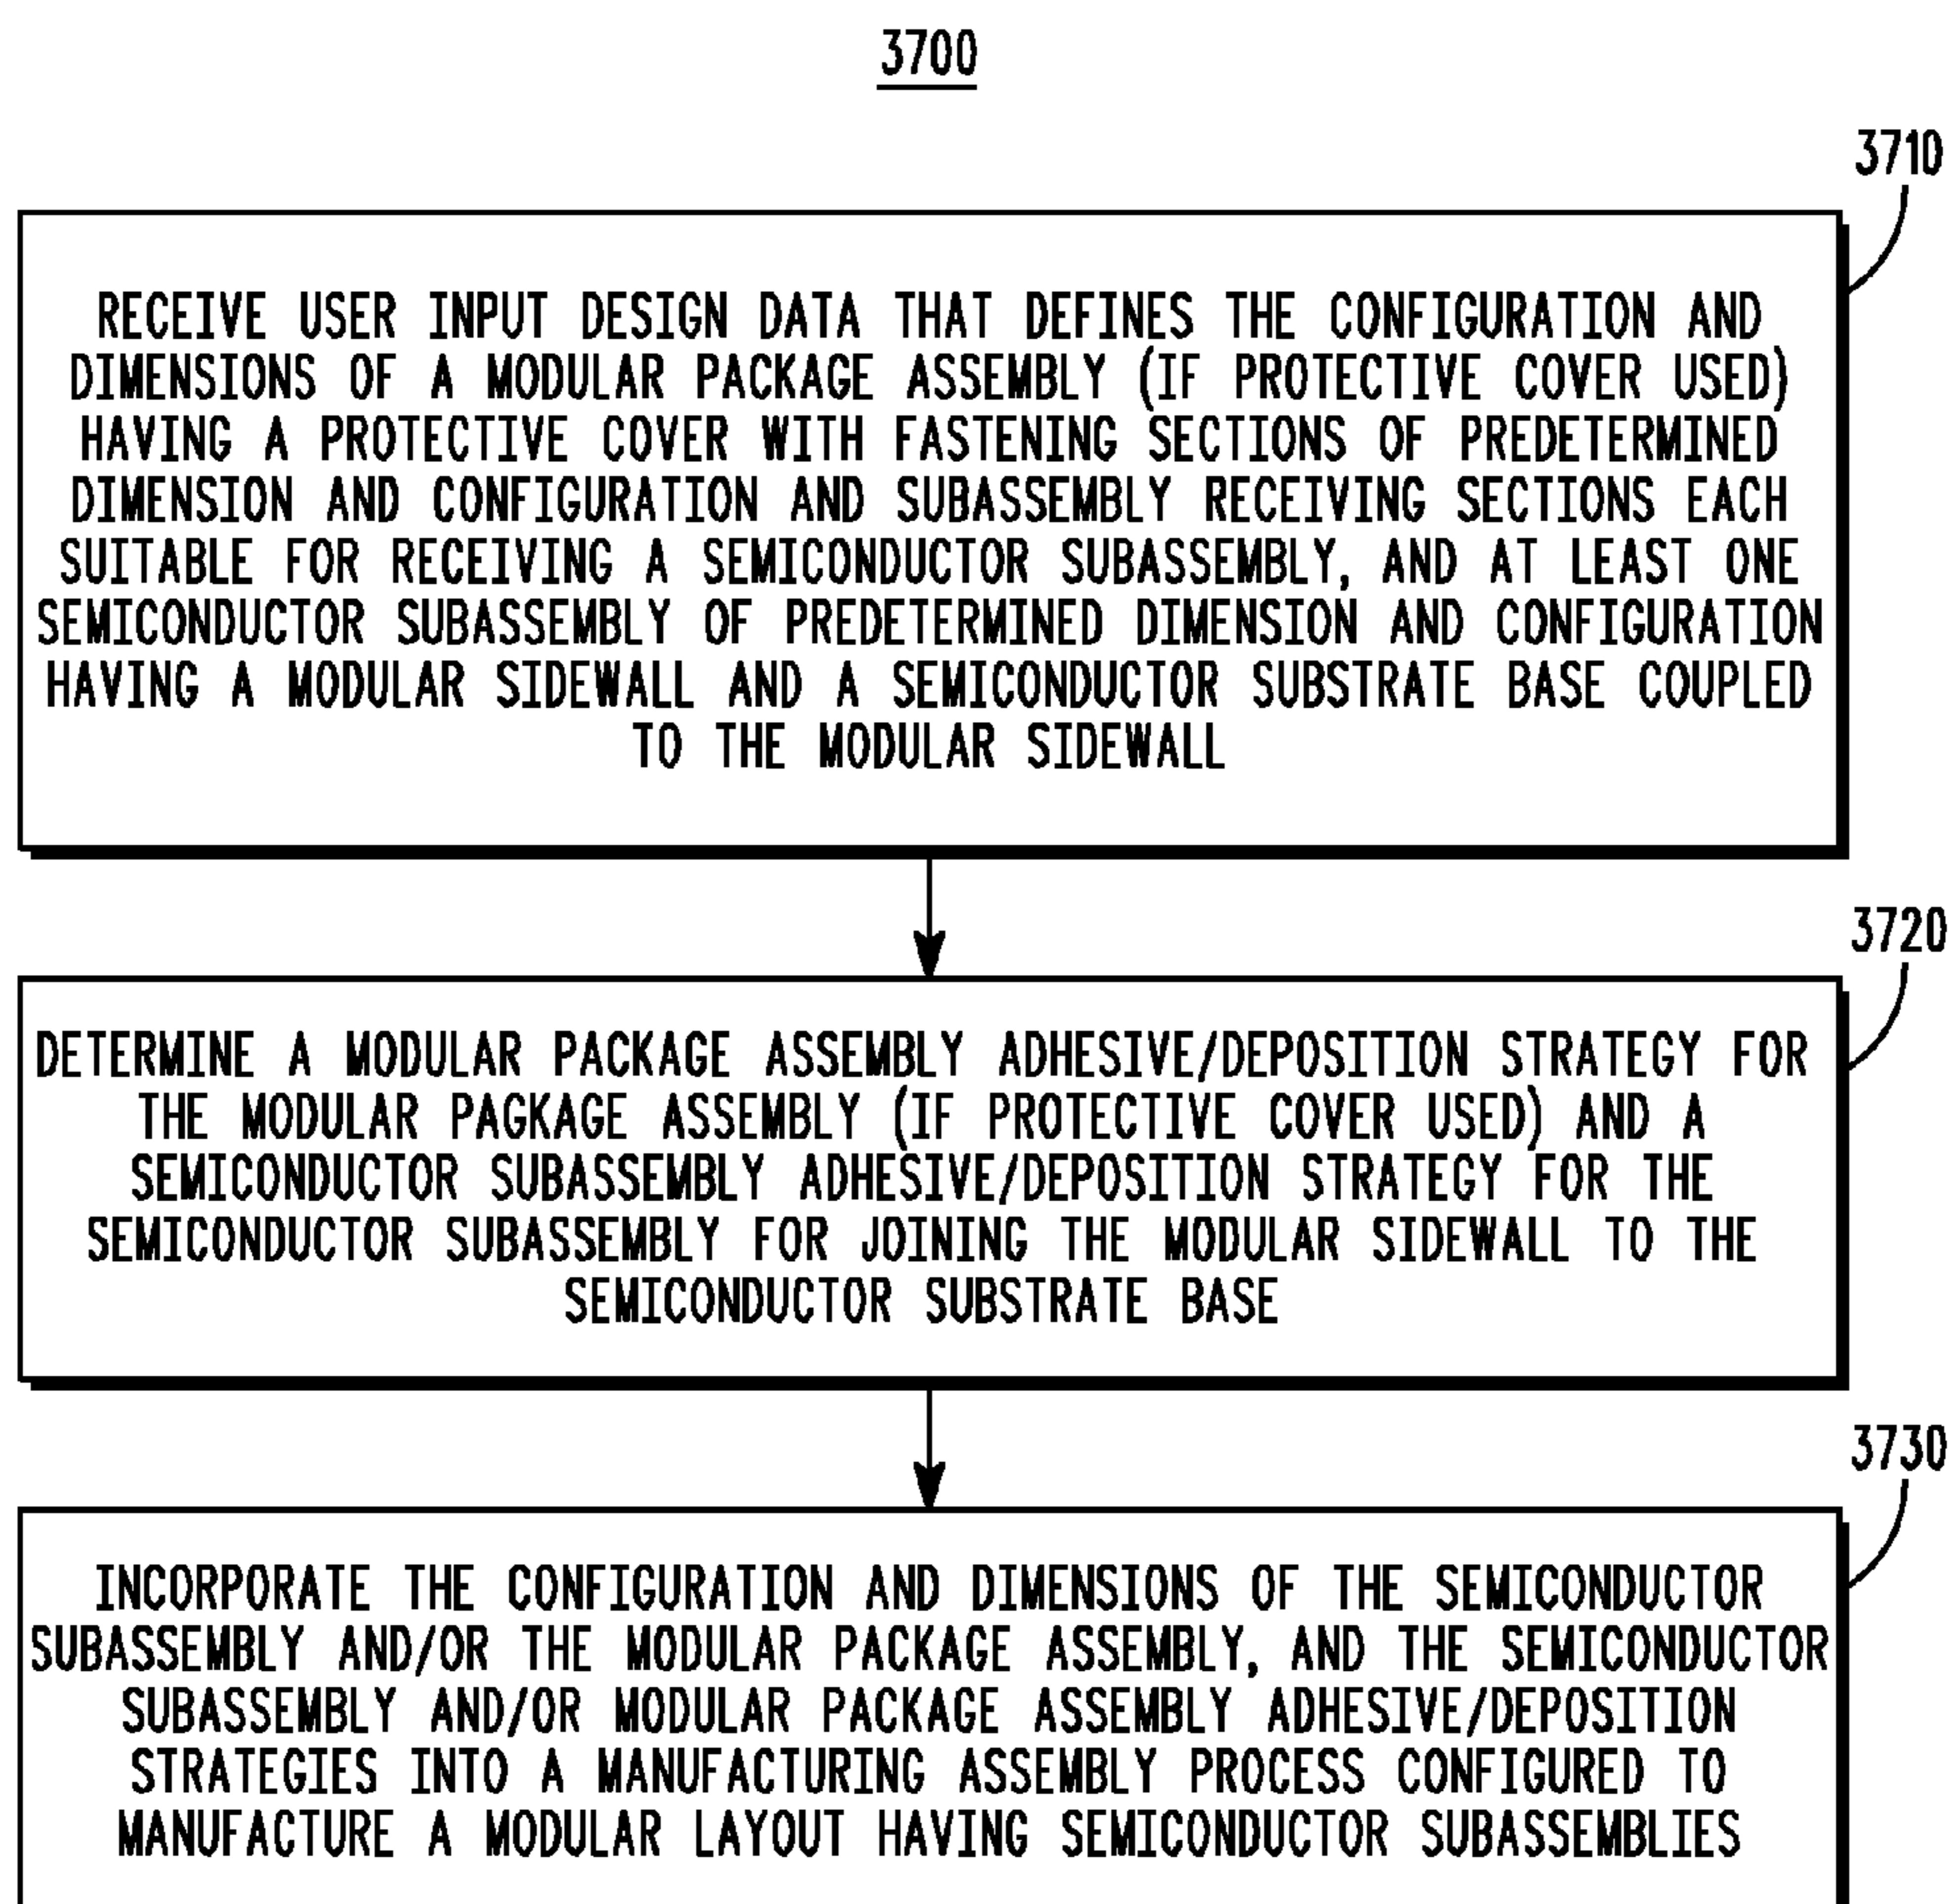 3700
3710
RECEIVE USER INPUT DESIGN DATA THAT DEFINES THE CONFIGURATION AND
DIMENSIONS OF A MODULAR PACKAGE ASSEMBLY (IF PROTECTIVE COVER USED)
HAVING A PROTECTIVE COVER WITH FASTENING SECTIONS OF PREDETERMINED
DIMENSION AND CONFIGURATION AND SUBASSEMBLY RECEIVING SECTIONS EACH
SUITABLE FOR RECEIVING A SEMICONDUCTOR SUBASSEMBLY, AND AT LEAST ONE
SEMICONDUCTOR SUBASSEMBLY OF PREDETERMINED DIMENSION AND CONFIGURATION
HAVING A MODULAR SIDEWALL AND A SEMICONDUCTOR SUBSTRATE BASE COUPLED
TO THE MODULAR SIDEWALL
3720
DETERMINE A MODULAR PACKAGE ASSEMBLY ADHESIVE/DEPOSITION STRATEGY FOR
THE MODULAR PAGKAGE ASSEMBLY (IF PROTECTIVE COVER USED) AND A
SEMICONDUCTOR SUBASSEMBLY ADHESIVE/DEPOSITION STRATEGY FOR THE
SEMICONDUCTOR SUBASSEMBLY FOR JOINING THE MODULAR SIDEWALL TO THE
SEMICONDUCTOR SUBSTRATE BASE
3730
INCORPORATE THE CONFIGURATION AND DIMENSIONS OF THE SEMICONDUCTOR
SUBASSEMBLY AND/OR THE MODULAR PACKAGE ASSEMBLY, AND THE SEMICONDUCTOR
SUBASSEMBLY AND/OR MODULAR PACKAGE ASSEMBLY ADHESIVE/DEPOSITION
STRATEGIES INTO A MANUFACTURING ASSEMBLY PROCESS CONFIGURED TO
MANUFACTURE A MODULAR LAYOUT HAVING SEMICONDUCTOR SUBASSEMBLIES